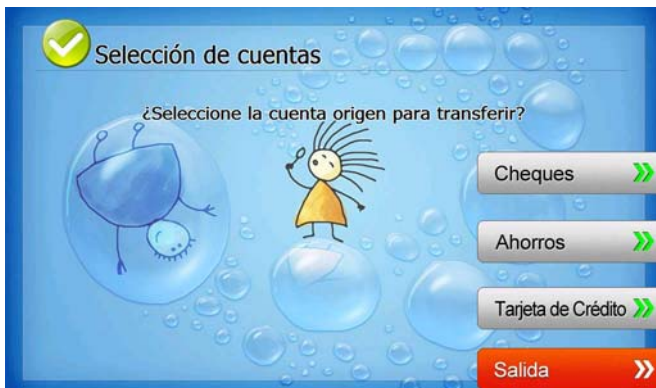 Selección de cuentas
¿Seleccione la cuenta origen para transferir?
Cheques
Ahorros
Tarjeta de Crédito
Salida